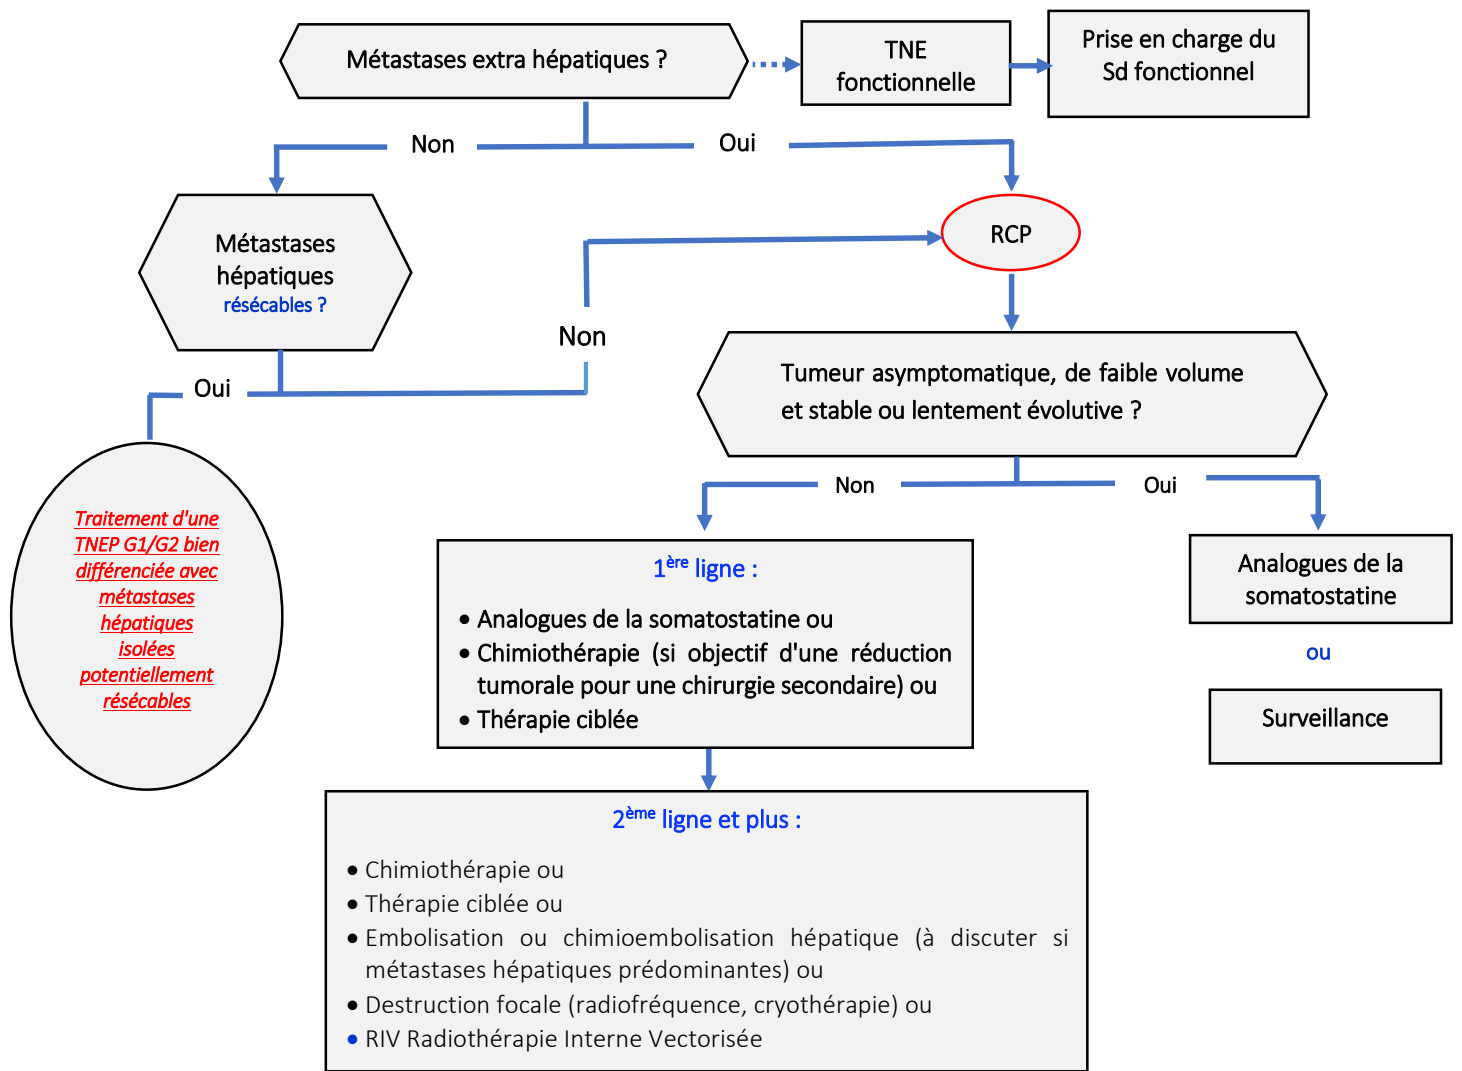 Métastases extra hépatiques ?
TNE
fonctionnelle
Prise en charge du
Sd fonctionnel
Non
Oui
Métastases
hépatiques
résécables ?
RCP
Non
Oui
Tumeur asymptomatique, de faible volume
et stable ou lentement évolutive ?
Non
Oui
Traitement d'une
TNEP G1/G2 bien
différenciée avec
métastases
hépatiques
isolées
potentiellement
résécables
1ère ligne :
• Analogues de la somatostatine ou
• Chimiothérapie (si objectif d'une réduction
tumorale pour une chirurgie secondaire) ou
• Thérapie ciblée
Analogues de la
somatostatine
ou
Surveillance
2ème ligne et plus :
• Chimiothérapie ou
• Thérapie ciblée ou
• Embolisation ou chimioembolisation hépatique (à discuter si
métastases hépatiques prédominantes) ou
• Destruction focale (radiofréquence, cryothérapie) ou
• RIV Radiothérapie Interne Vectorisée